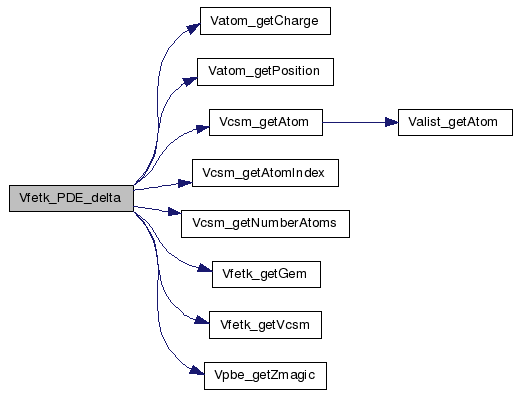 Vatom_getCharge
Vatom_getPosition
Vcsm_getAtom
Valist_getAtom
Vcsm_getAtomIndex
Vfetk_PDE_delta
Vcsm_getNumberAtoms
Vfetk_getGem
Vfetk_getVcsm
Vpbe_getZmagic